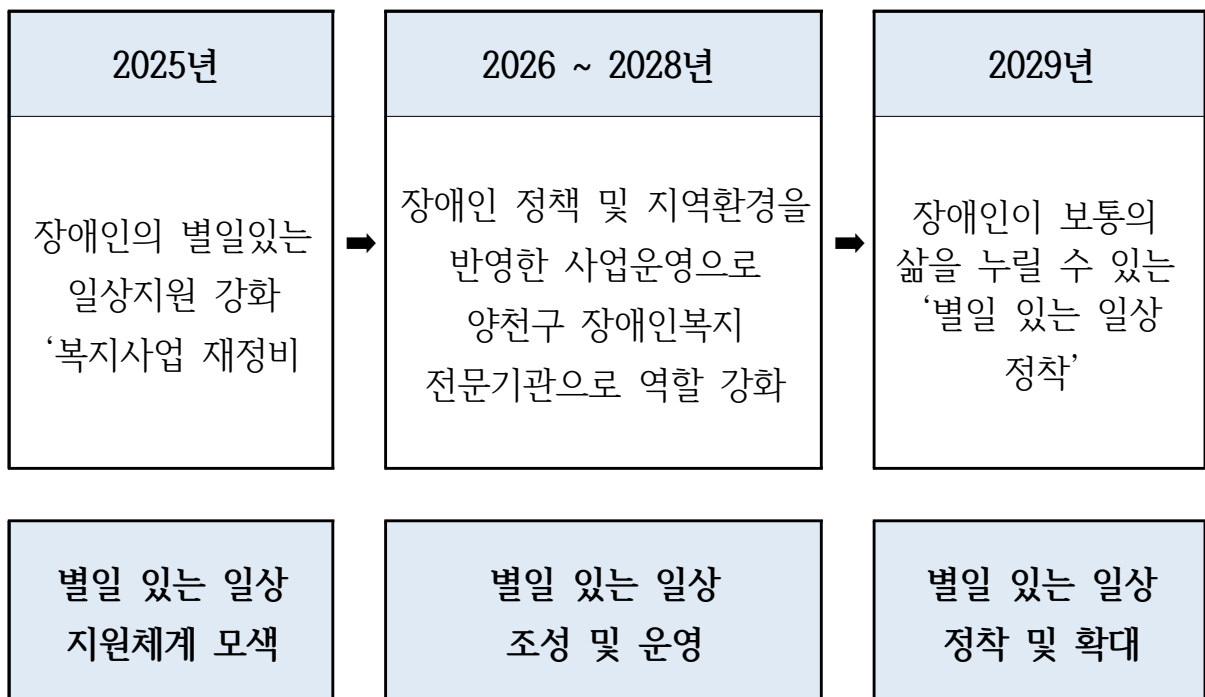 2025년
2026 ~ 2028년
2029년
장애인의 별일있는
일상지원 강화
‘복지사업 재정비
➡
장애인 정책 및 지역환경을
반영한 사업운영으로
양천구 장애인복지
전문기관으로 역할 강화
➡
장애인이 보통의
삶을 누릴 수 있는
‘별일 있는 일상
정착’
별일 있는 일상
지원체계 모색
별일 있는 일상
조성 및 운영
별일 있는 일상
정착 및 확대